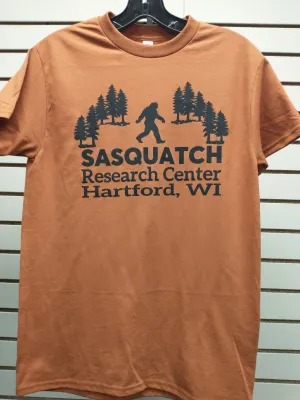 SASQUATCH
Research Center
Hartford, WI